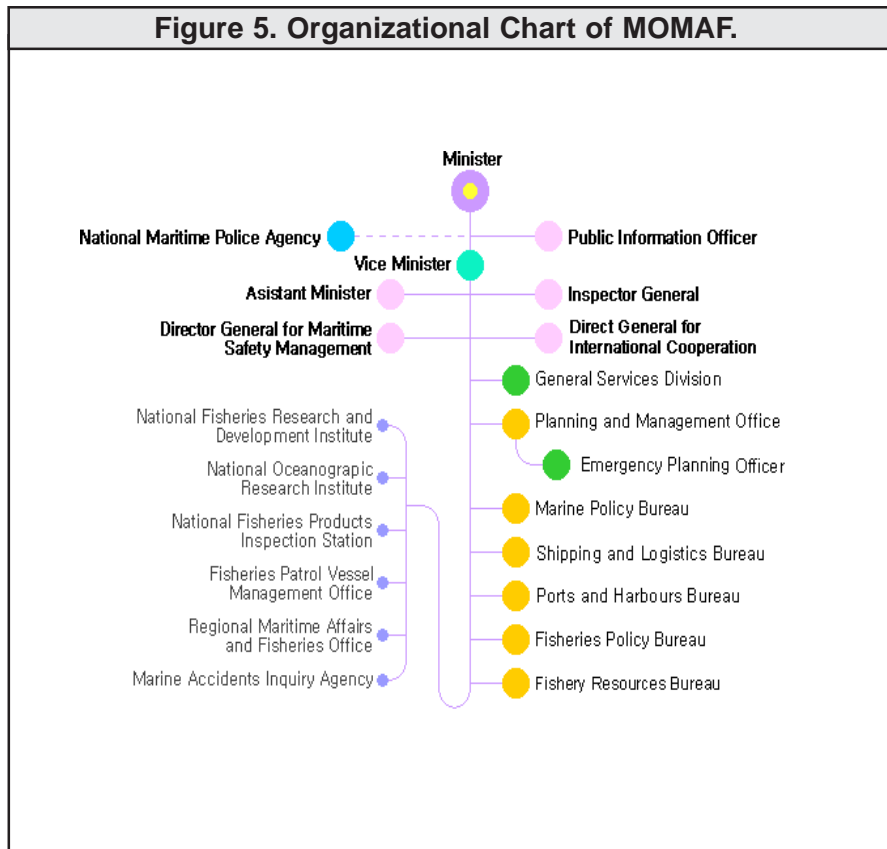 Figure 5. Organizational Chart of MOMAF.
Minister
National Maritime Police Agency
Public Information Officer
Vice Minister
Asistant Minister
Inspector General
Director General for Maritime
Safety Management
Direct General for
International Cooperation
General Services Division
Planning and Management Office
Emergency Planning Officer
Marine Policy Bureau
Shipping and Logistics Bureau
Ports and Harbours Bureau
Fisheries Policy Bureau
Fishery Resources Bureau
National Fisheries Research and
Development Institute
National Oceanograpic
Research Institute
National Fisheries Products
Inspection Station
Fisheries Patrol Vessel
Management Office
Regional Maritime Affairs
and Fisheries Office
Marine Accidents Inquiry Agency